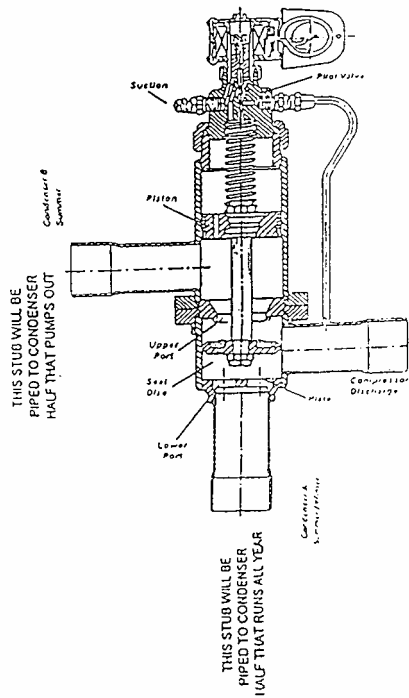 Pilot Valve
Suction
Piston
Condenser B
Summer
THIS STUB WILL BE
PIPED TO CONDENSER
HALF THAT PUMPS OUT
Upper
Port
Seat
Disc
Lower
Port
Compressor
Discharge
THIS STUB WILL BE
PIPED TO CONDENSER
HALF THAT RUNS ALL YEAR
Condenser A